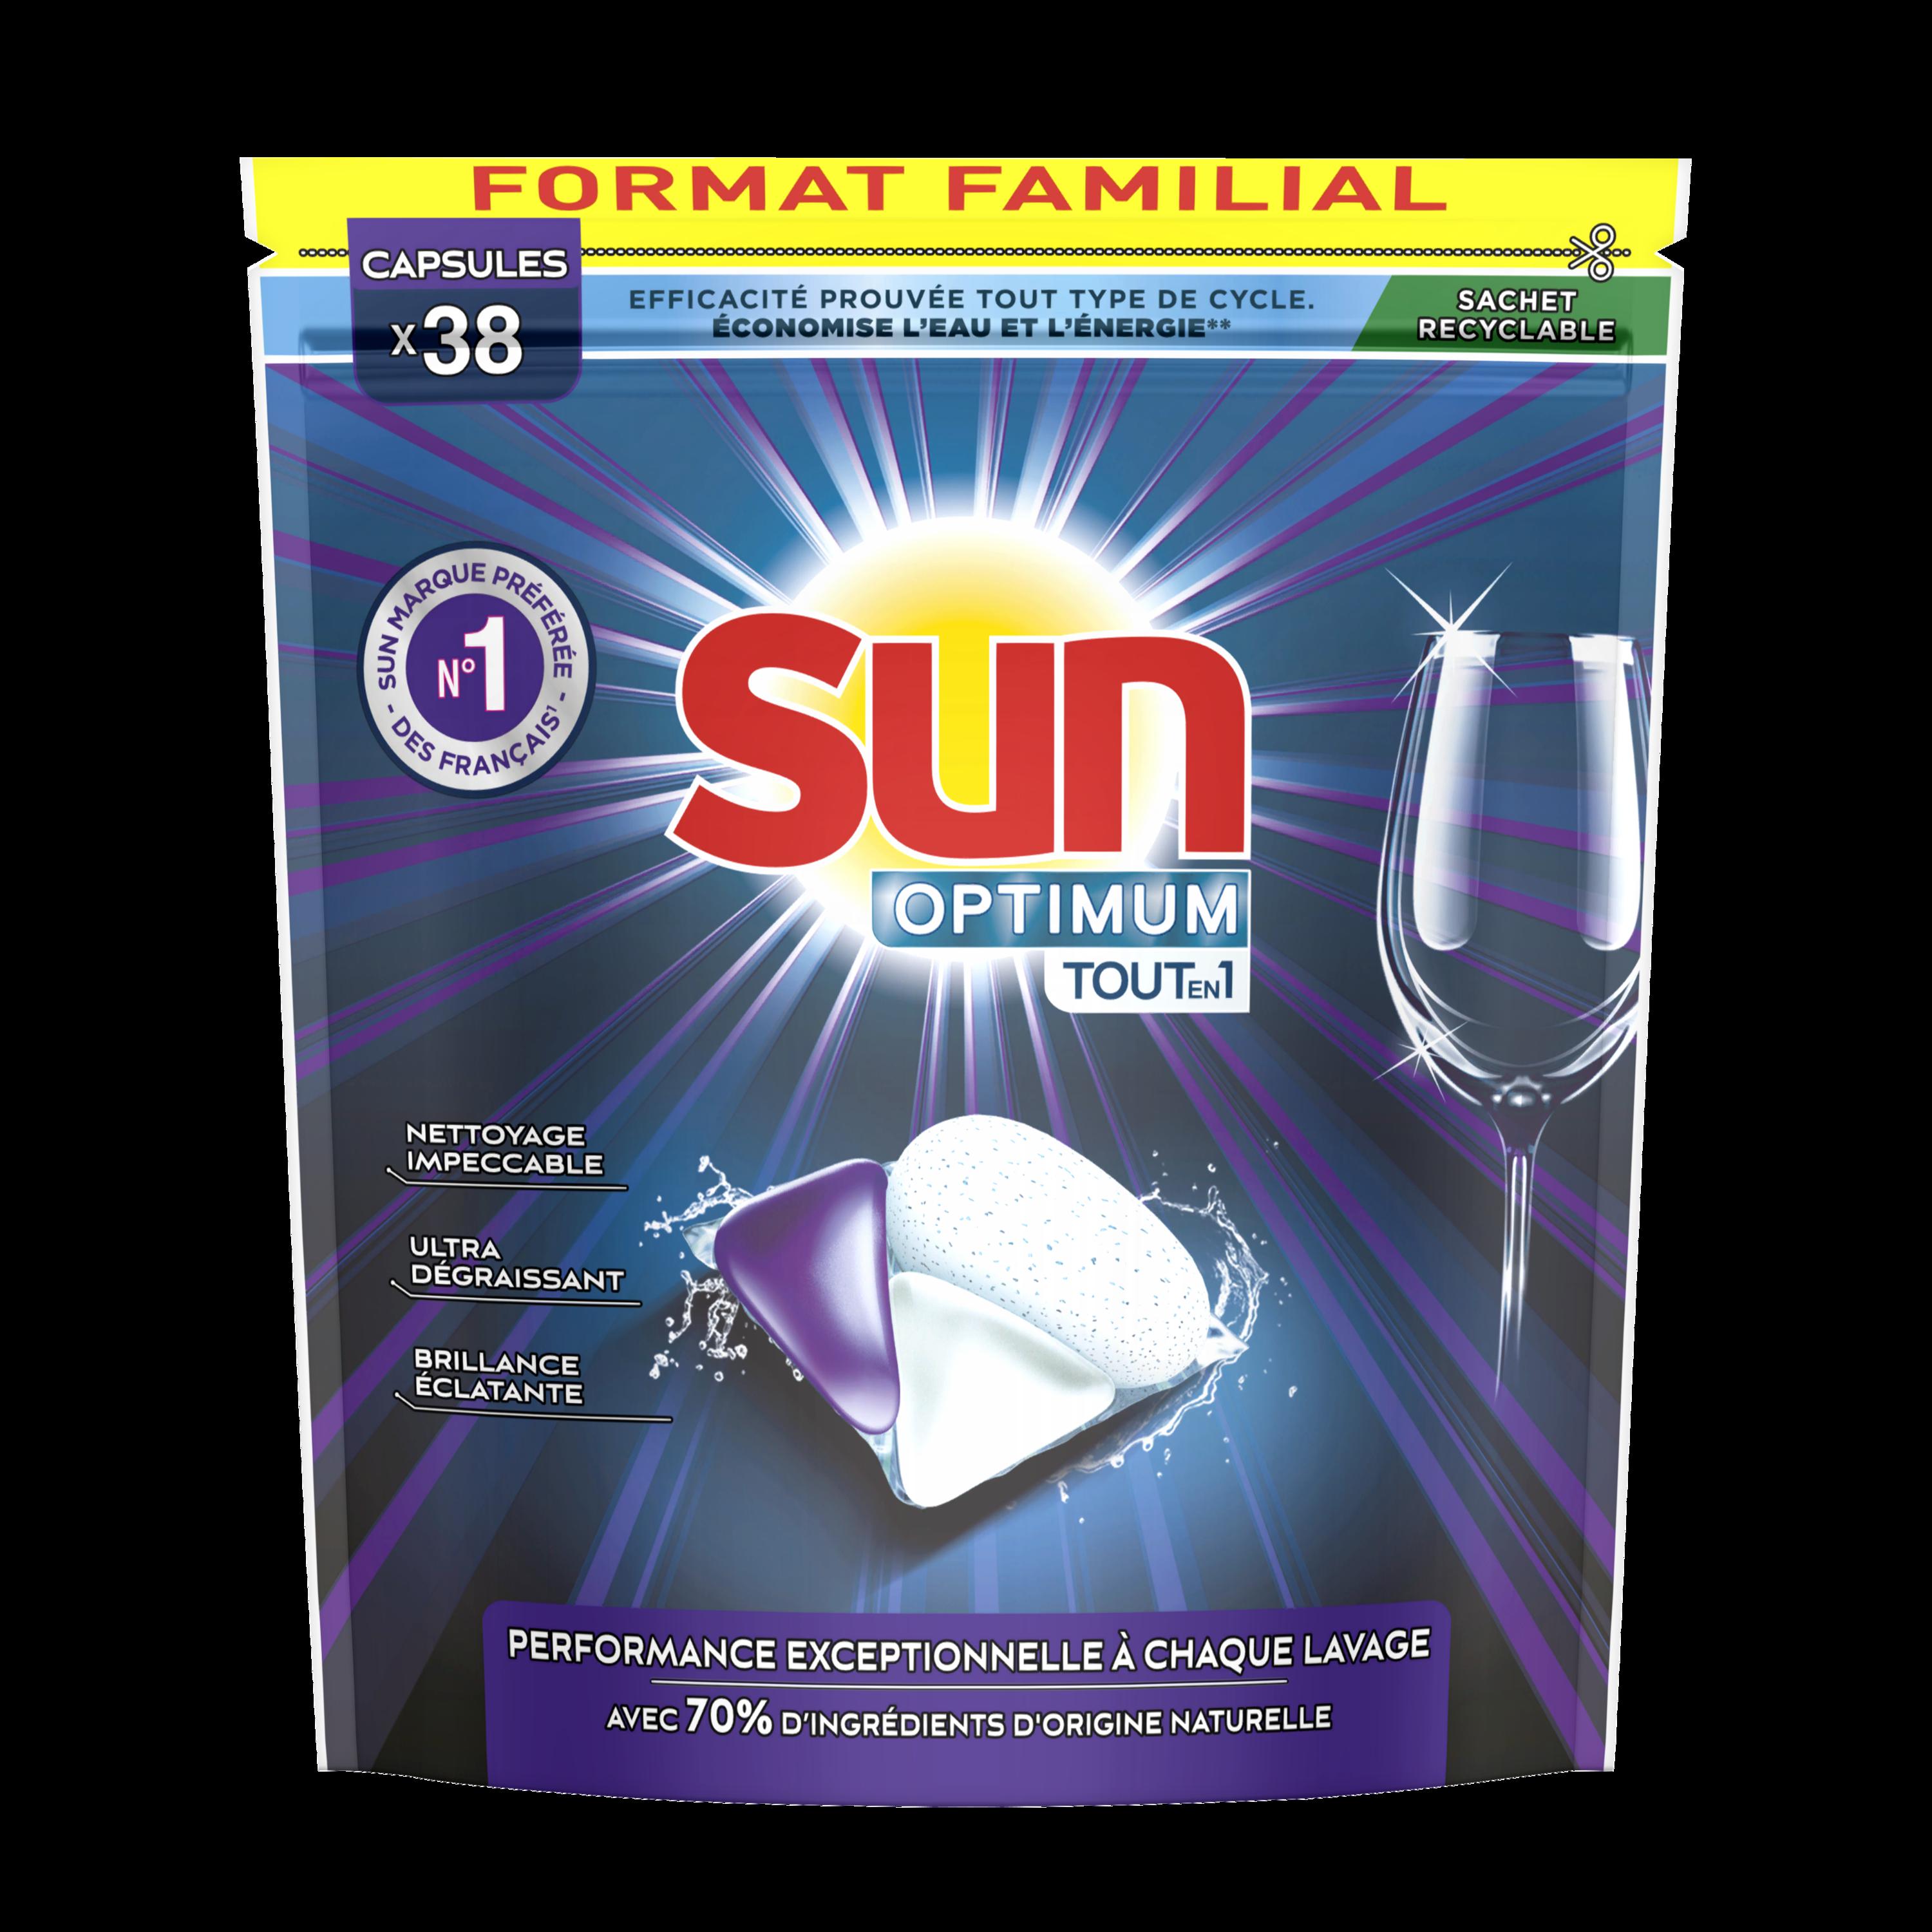 FORMAT FAMILIAL
CAPSULES
x38
EFFICACITÉ PROUVÉE TOUT TYPE DE CYCLE.
ÉCONOMISE L'EAU ET L'ÉNERGIE**
SACHET
RECYCLABLE
SUN MARQUE PRÉFÉRÉE
- DES FRANÇAIS¹ -
N°1
sun
OPTIMUM
TOUT EN 1
NETTOYAGE
IMPECCABLE
ULTRA
DÉGRAISSANT
BRILLANCE
ÉCLATANTE
PERFORMANCE EXCEPTIONNELLE À CHAQUE LAVAGE
AVEC 70% D'INGRÉDIENTS D'ORIGINE NATURELLE